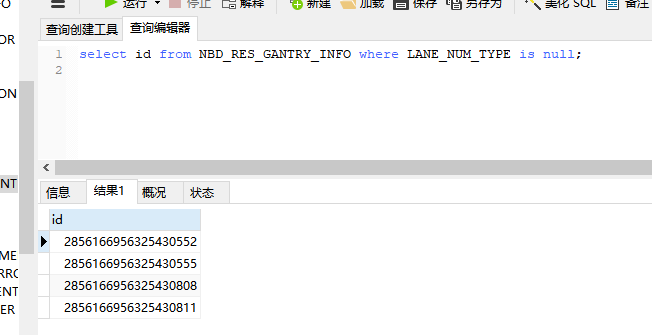 运行 停止 解释 新建 加载 保存 另存为 美化 SQL 备注
查询创建工具 查询编辑器
1 select id from NBD_RES_GANTRY_INFO where LANE_NUM_TYPE is null;
2
OR
ON
NT
ME
RRO
ENT
ER
信息 结果1 概况 状态
id
2856166956325430552
2856166956325430555
2856166956325430808
2856166956325430811